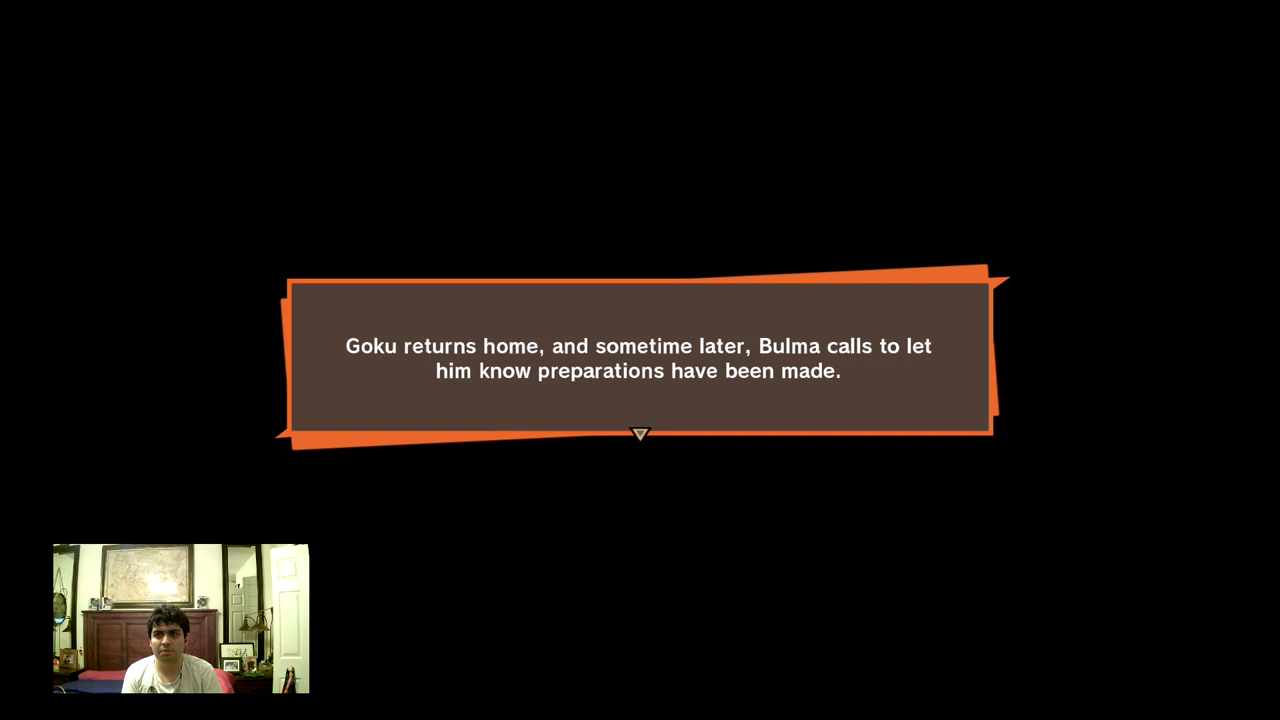 Goku returns home, and sometime later, Bulma calls to let
him know preparations have been made.